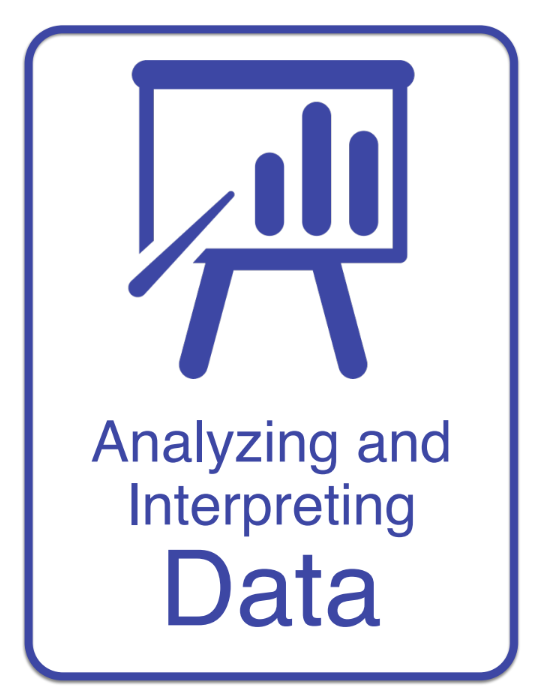 Analyzing and
Interpreting
Data